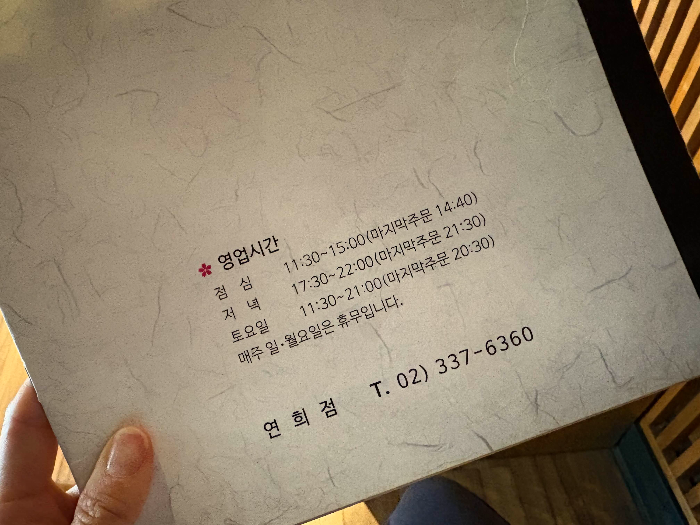 영업시간
점 심 11:30~15:00(마지막주문 14:40)
저 녁 17:30~22:00(마지막주문 21:30)
토요일 11:30~21:00(마지막주문 20:30)
매주 일·월요일은 휴무입니다.
연 희 점 T. 02) 337-6360